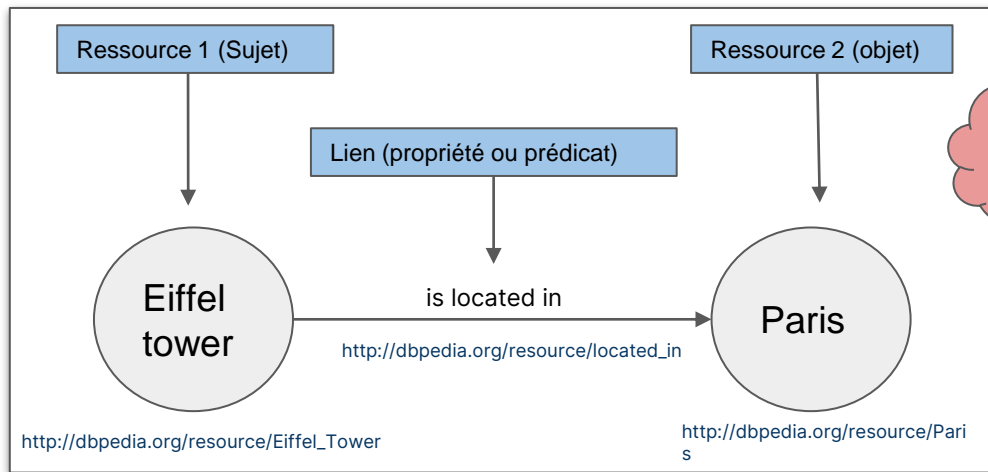 Ressource 1 (Sujet)
Ressource 2 (objet)
Lien (propriété ou prédicat)
Eiffel
tower
is located in
Paris
http://dbpedia.org/resource/located_in
http://dbpedia.org/resource/Eiffel_Tower
http://dbpedia.org/resource/Pari
s